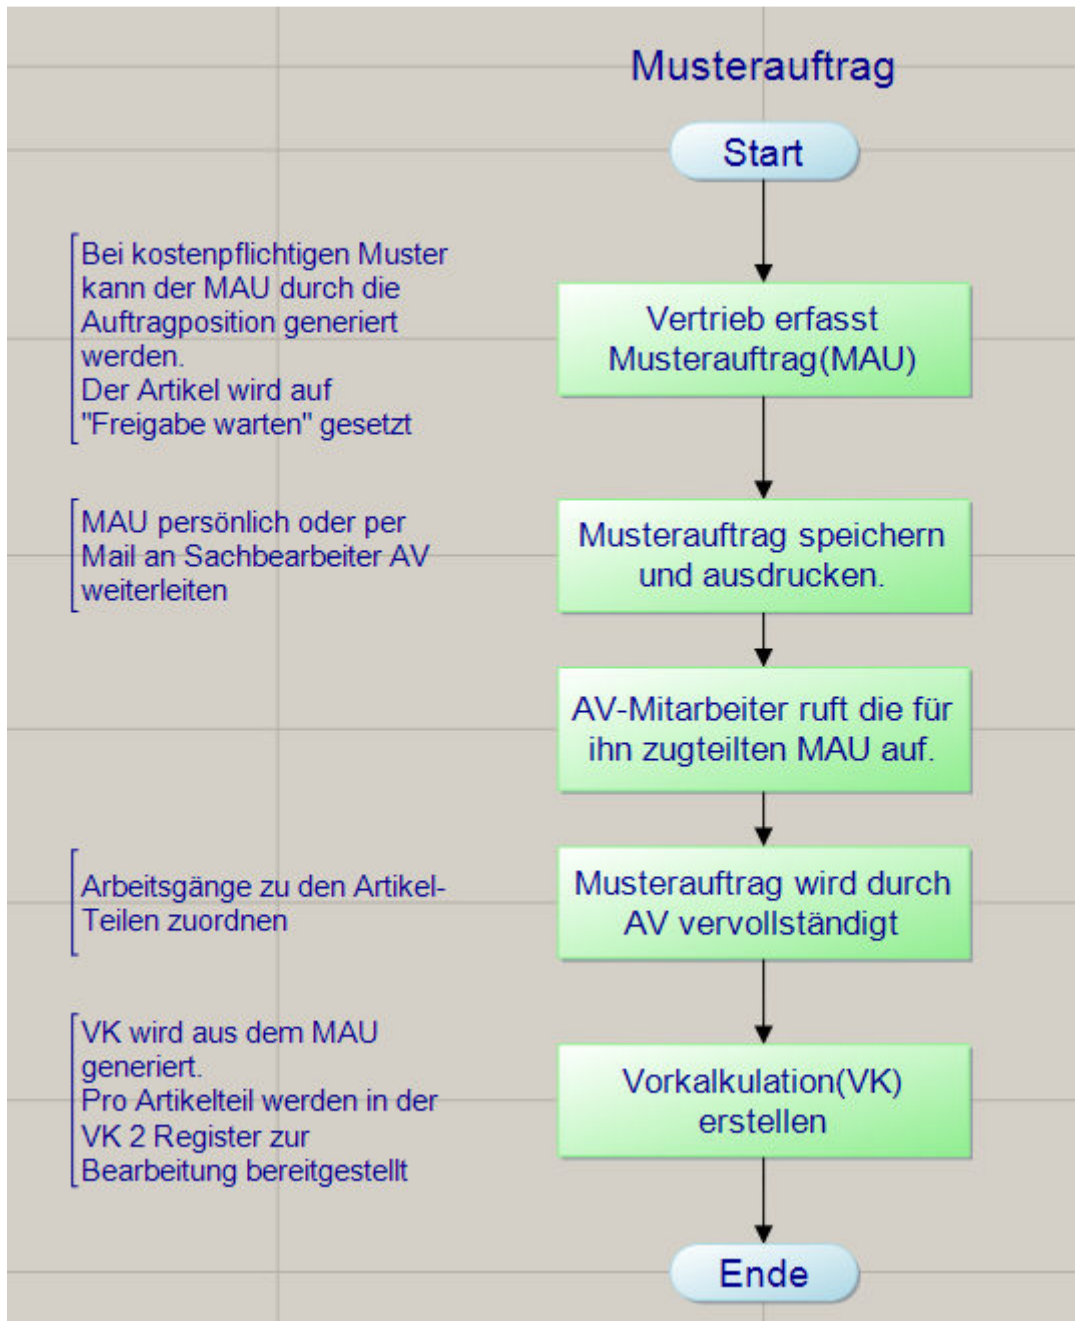 Musterauftrag
Start
Bei kostenpflichtigen Muster
kann der MAU durch die
Auftragposition generiert
werden.
Der Artikel wird auf
"Freigabe warten" gesetzt
Vertrieb erfasst
Musterauftrag(MAU)
MAU persönlich oder per
Mail an Sachbearbeiter AV
weiterleiten
Musterauftrag speichern
und ausdrucken.
AV-Mitarbeiter ruft die für
ihn zugteilten MAU auf.
Arbeitsgänge zu den Artikel-
Teilen zuordnen
Musterauftrag wird durch
AV vervollständigt
VK wird aus dem MAU
generiert.
Pro Artikelteil werden in der
VK 2 Register zur
Bearbeitung bereitgestellt
Vorkalkulation(VK)
erstellen
Ende